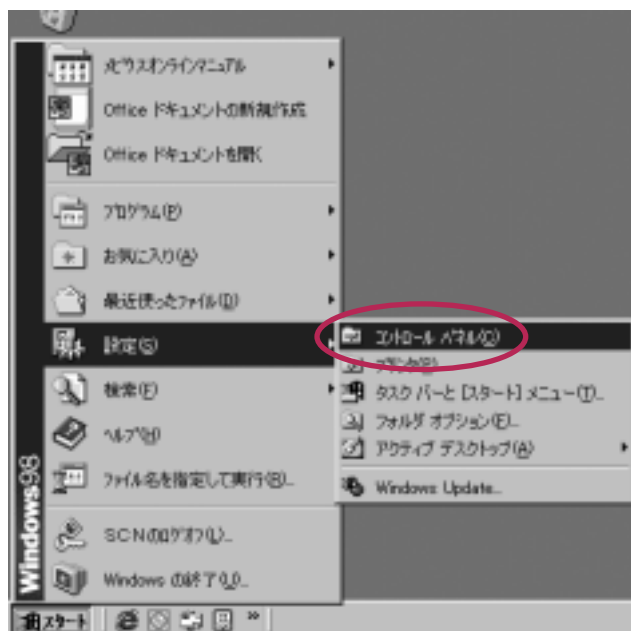 メビウスオンラインマニュアル
Office ドキュメントの新規作成
Office ドキュメントを開く
プログラム(P)
お気に入り(A)
最近使ったファイル(D)
設定(S)
検索(F)
ヘルプ(H)
ファイル名を指定して実行(R)...
SCNのログオフ(L)...
Windows の終了(U)...
コントロール パネル(C)
プリンタ(P)
タスク バーと [スタート] メニュー(T)...
フォルダ オプション(F)...
アクティブ デスクトップ(A)
Windows Update...
Windows98
スタート